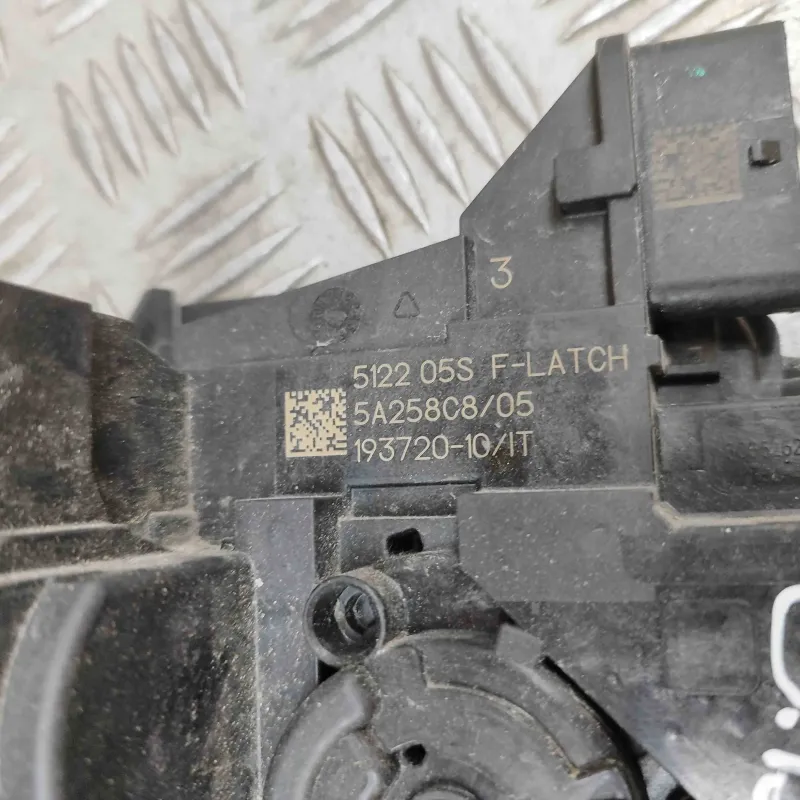 3
5122 05S F-LATCH
5A258C8/05
193720-10/IT